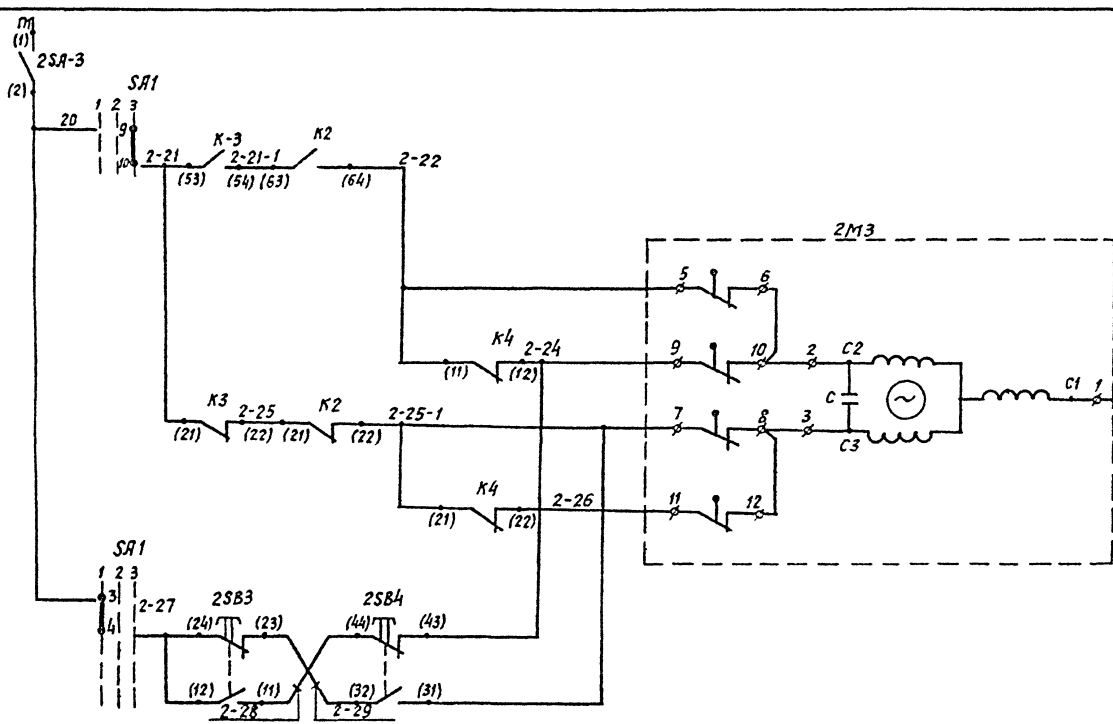 П
(1)
2SA-3
(2)
SA1
1 2 3
20
9
10
2-21
K-3
2-21-1
K2
2-22
(53)
(54)
(63)
(64)
2М3
5
6
K4
2-24
(11)
(12)
9
10
2
C2
C
C1
1
K3
2-25
K2
2-25-1
(21)
(22)
(21)
(22)
7
8
3
C3
K4
2-26
(21)
(22)
11
12
SA1
1 2 3
3
4
2-27
2SB3
2SB4
(24)
(23)
(44)
(43)
(12)
(11)
(32)
(31)
2-28
2-29